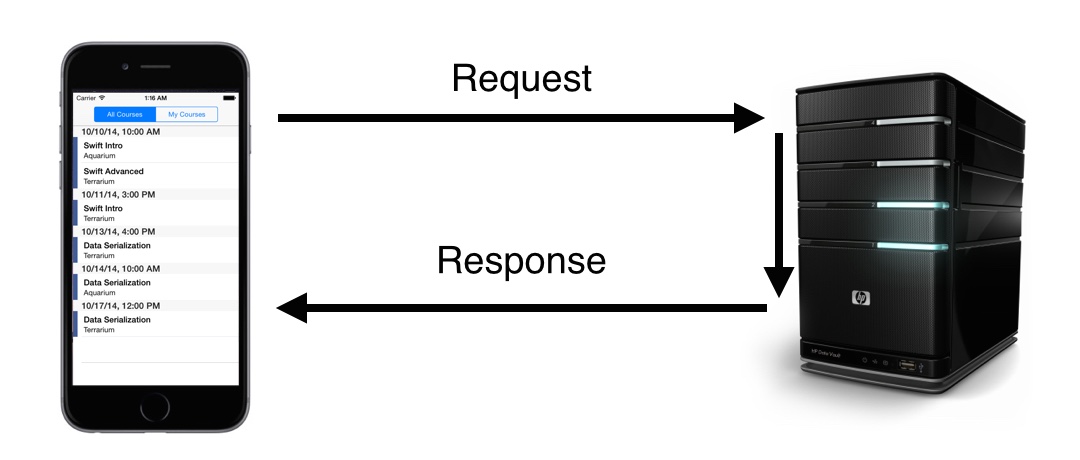 Request
Response
Carrier 1:16 AM
All Courses My Courses
10/10/14, 10:00 AM
Swift Intro
Aquarium
Swift Advanced
Terrarium
10/11/14, 3:00 PM
Swift Intro
Terrarium
10/13/14, 4:00 PM
Data Serialization
Terrarium
10/14/14, 10:00 AM
Data Serialization
Aquarium
10/17/14, 12:00 PM
Data Serialization
Terrarium
hp
HP Data Vault